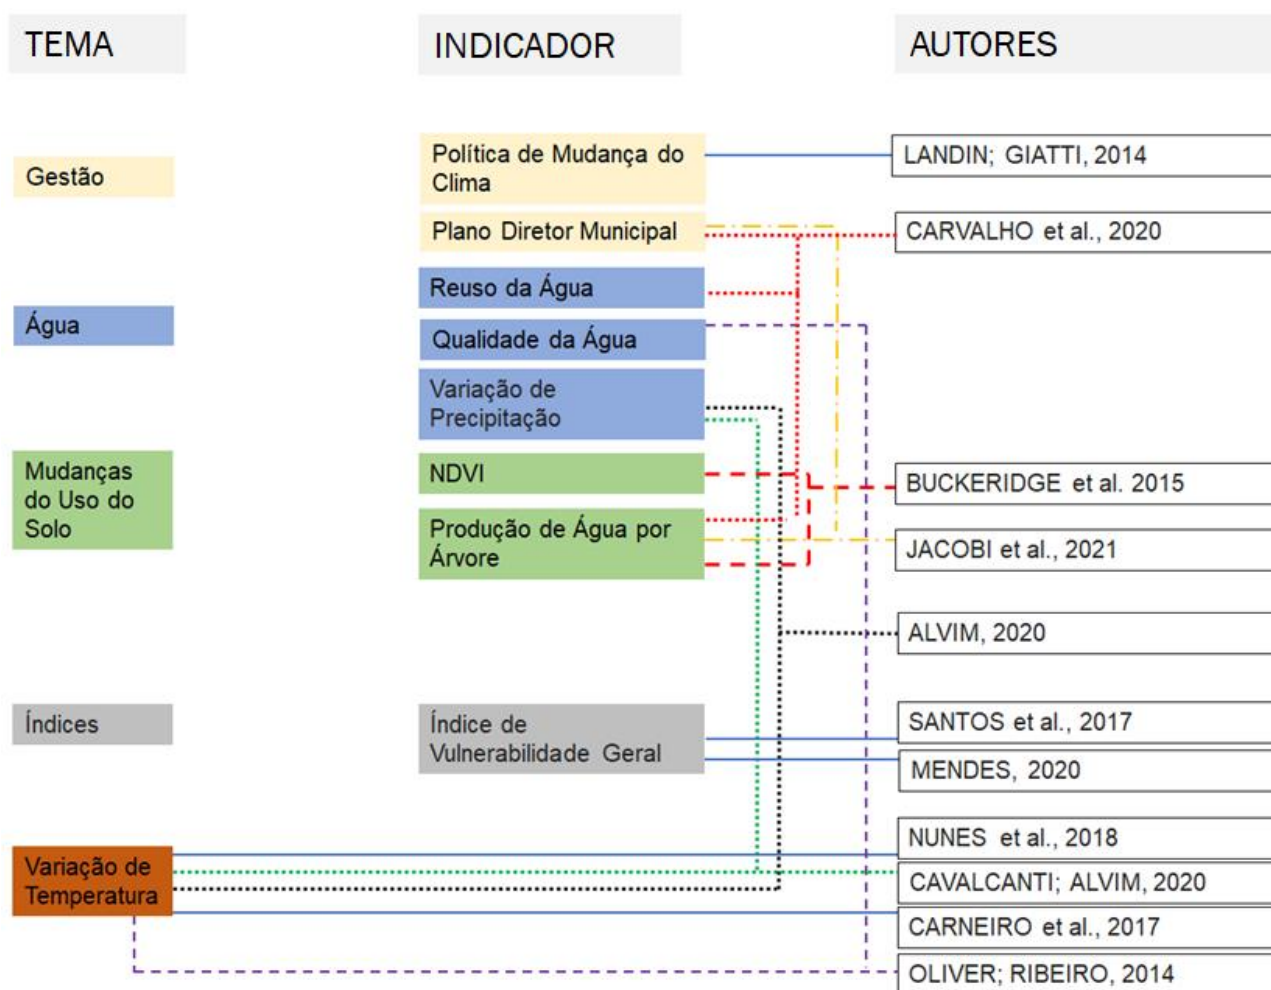 TEMA
INDICADOR
AUTORES
Gestão
Política de Mudança do
Clima
LANDIN; GIATTI, 2014
Plano Diretor Municipal
CARVALHO et al., 2020
Água
Reuso da Água
Qualidade da Água
Variação de
Precipitação
Mudanças
do Uso do
Solo
NDVI
BUCKERIDGE et al. 2015
Produção de Água por
Árvore
JACOBI et al., 2021
ALVIM, 2020
Índices
Índice de
Vulnerabilidade Geral
SANTOS et al., 2017
MENDES, 2020
Variação de
Temperatura
NUNES et al., 2018
CAVALCANTI; ALVIM, 2020
CARNEIRO et al., 2017
OLIVER; RIBEIRO, 2014